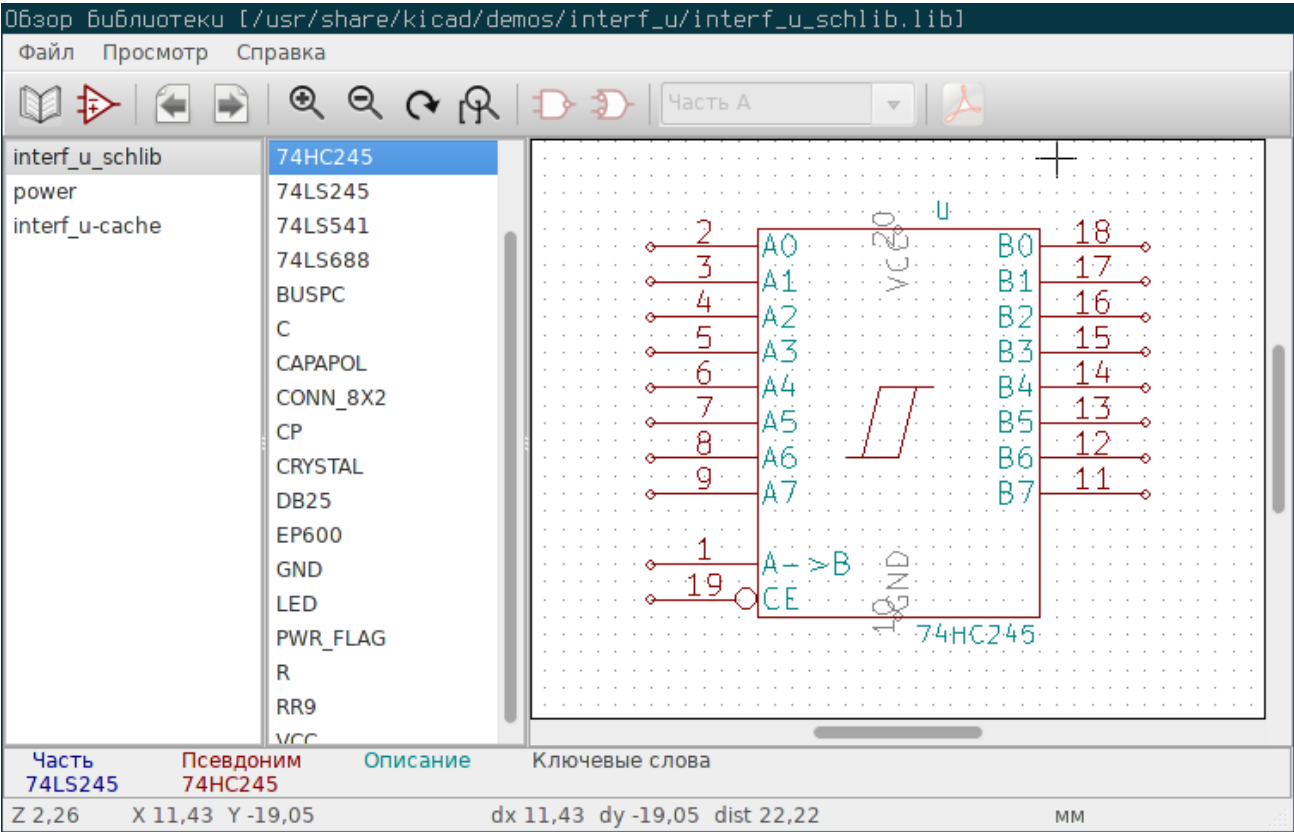 Обзор библиотеки [/usr/share/kicad/demos/interf_u/interf_u_schlib.lib]
Файл Просмотр Справка
Часть A
interf_u_schlib
power
interf_u-cache
74HC245
74LS245
74LS541
74LS688
BUSPC
C
CAPAPOL
CONN_8X2
CP
CRYSTAL
DB25
EP600
GND
LED
PWR_FLAG
R
RR9
VCC
U
20
VCC
2 A0 B0 18
3 A1 B1 17
4 A2 B2 16
5 A3 B3 15
6 A4 B4 14
7 A5 B5 13
8 A6 B6 12
9 A7 B7 11
1 A->B
19 CE
GND
10
74HC245
Часть Псевдоним Описание Ключевые слова
74LS245 74HC245
Z 2,26 X 11,43 Y -19,05 dx 11,43 dy -19,05 dist 22,22 мм